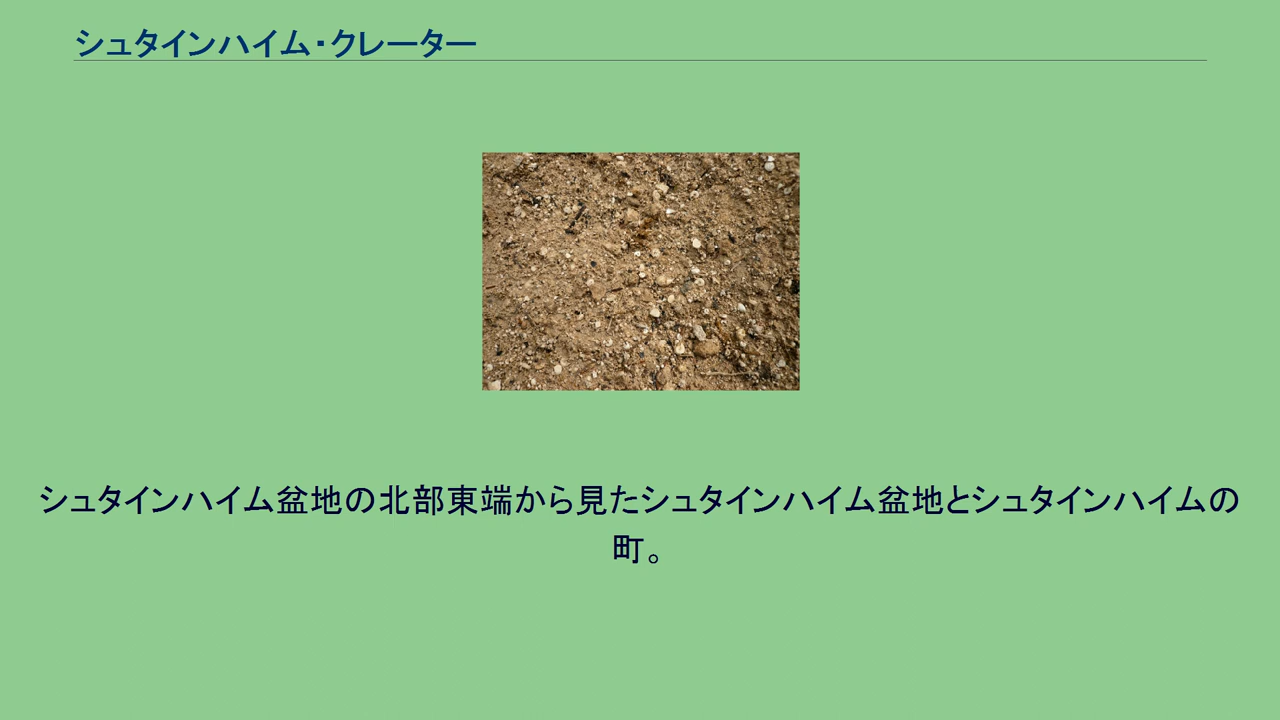 シュタインハイム・クレーター
シュタインハイム盆地の北部東端から見たシュタインハイム盆地とシュタインハイムの
町。